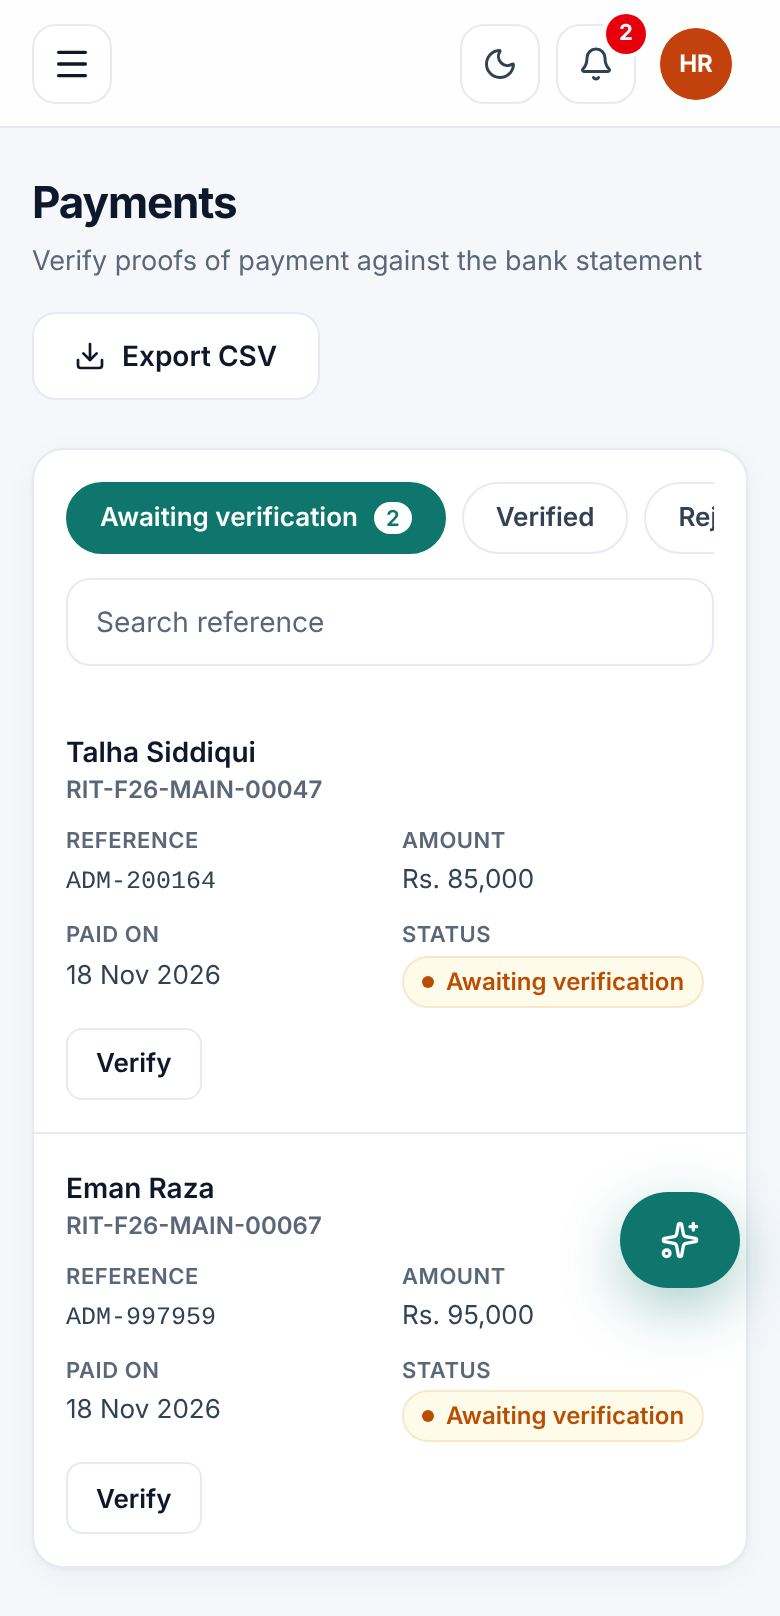 2
HR
Payments
Verify proofs of payment against the bank statement
Export CSV
Awaiting verification 2 Verified Rej
Search reference
Talha Siddiqui
RIT-F26-MAIN-00047
REFERENCE AMOUNT
ADM-200164 Rs. 85,000
PAID ON STATUS
18 Nov 2026 Awaiting verification
Verify
Eman Raza
RIT-F26-MAIN-00067
REFERENCE AMOUNT
ADM-997959 Rs. 95,000
PAID ON STATUS
18 Nov 2026 Awaiting verification
Verify